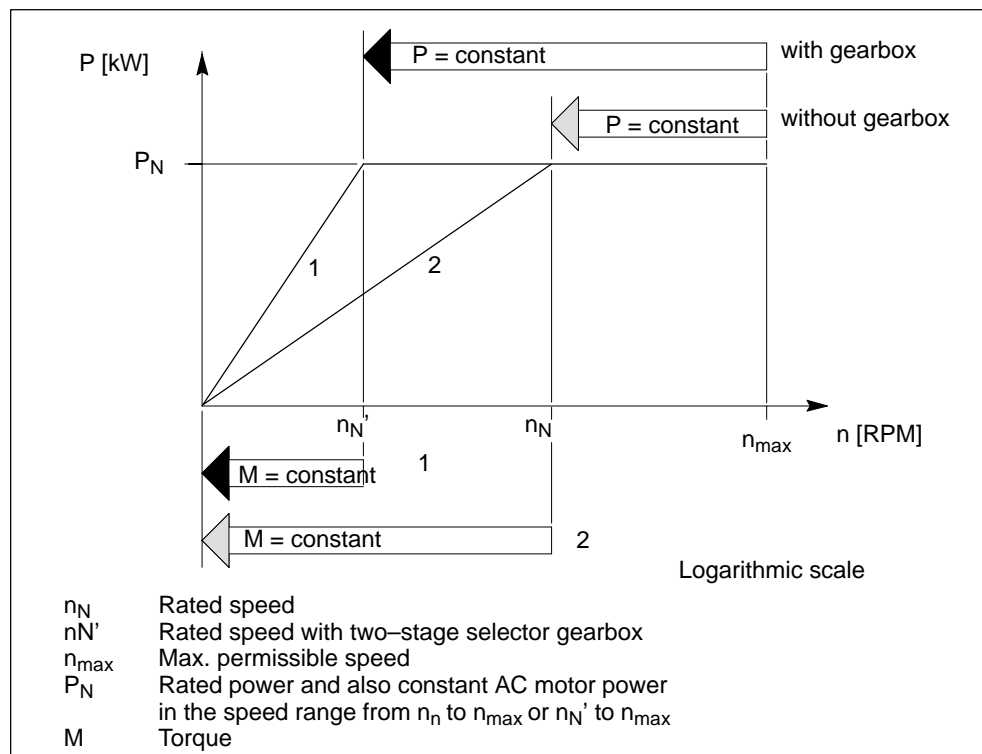 P = constant
with gearbox
P [kW]
P = constant
without gearbox
P_N
1
2
n_N'
n_N
n_max
n [RPM]
M = constant
1
M = constant
2
Logarithmic scale
n_N Rated speed
nN' Rated speed with two–stage selector gearbox
n_max Max. permissible speed
P_N Rated power and also constant AC motor power
in the speed range from n_n to n_max or n_N' to n_max
M Torque